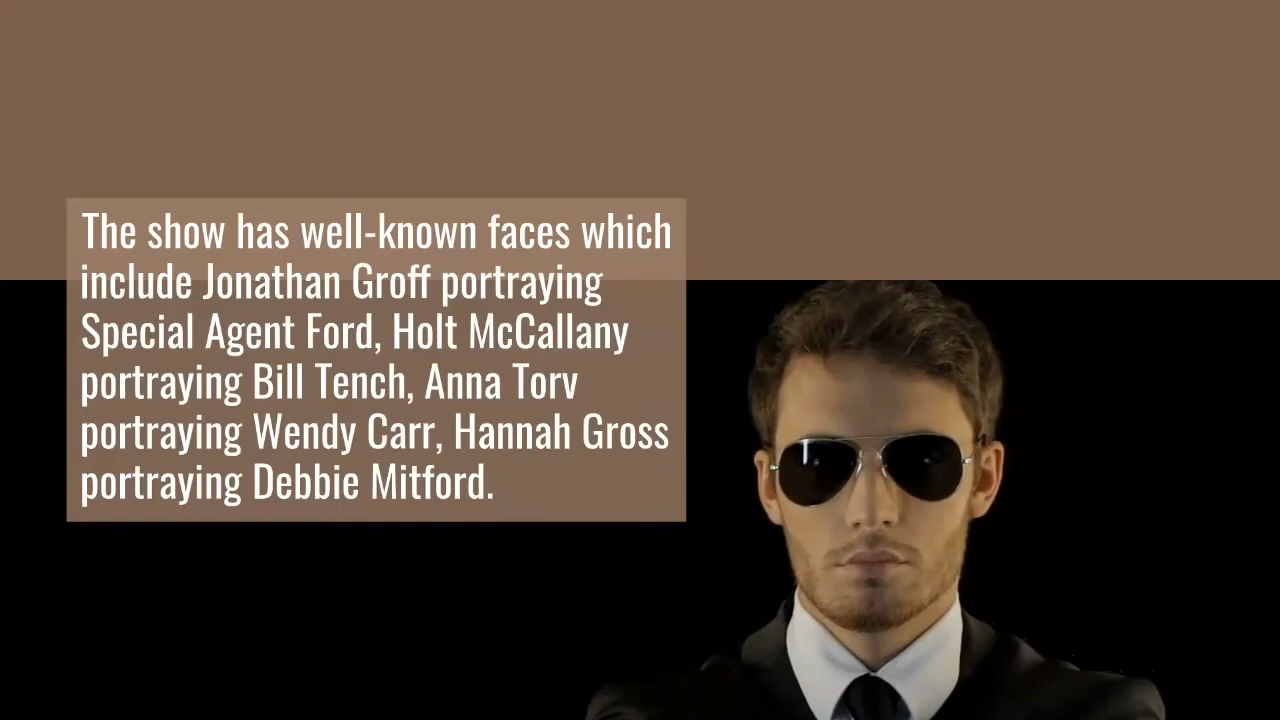 The show has well-known faces which
include Jonathan Groff portraying
Special Agent Ford, Holt McCallany
portraying Bill Tench, Anna Torv
portraying Wendy Carr, Hannah Gross
portraying Debbie Mitford.